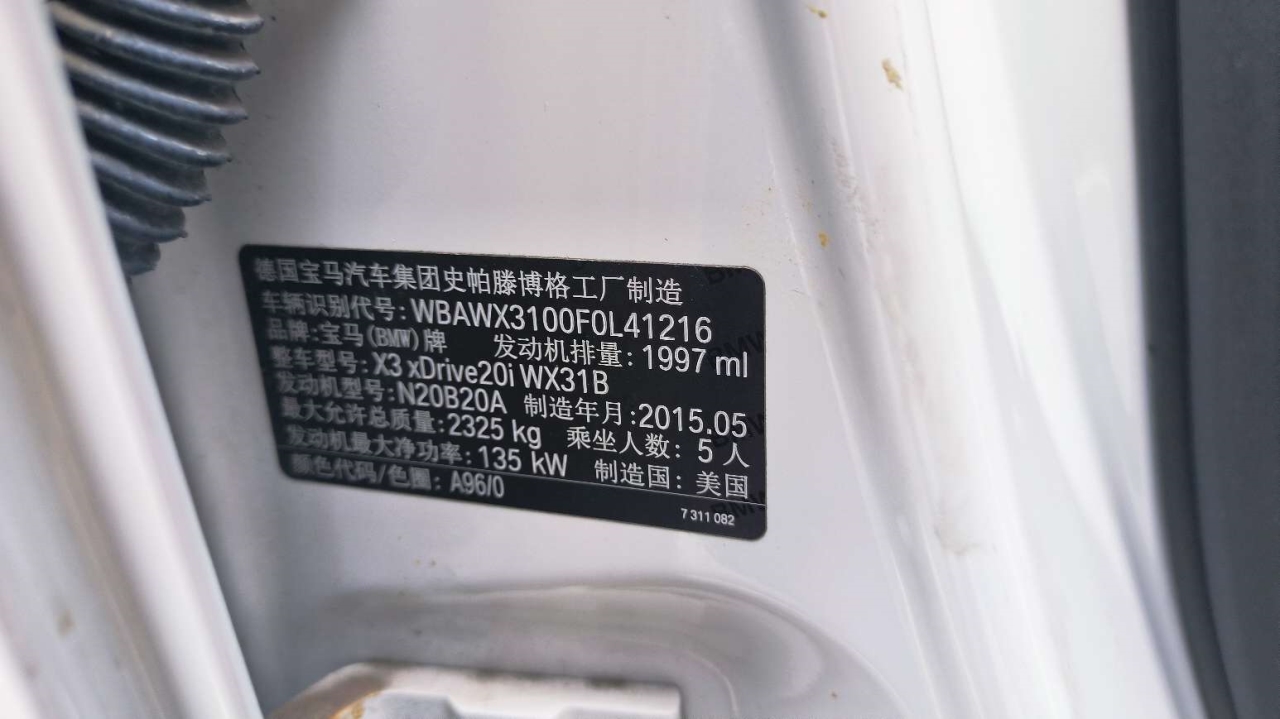 德国宝马汽车集团史帕滕博格工厂制造
车辆识别代号: WBAWX3100F0L41216
品牌: 宝马(BMW)牌 发动机排量: 1997 ml
整车型号: X3 xDrive20i WX31B
发动机型号: N20B20A 制造年月: 2015.05
最大允许总质量: 2325 kg 乘坐人数: 5 人
发动机最大净功率: 135 kW 制造国: 美国
颜色代码/色圈: A96/0
7 311 082